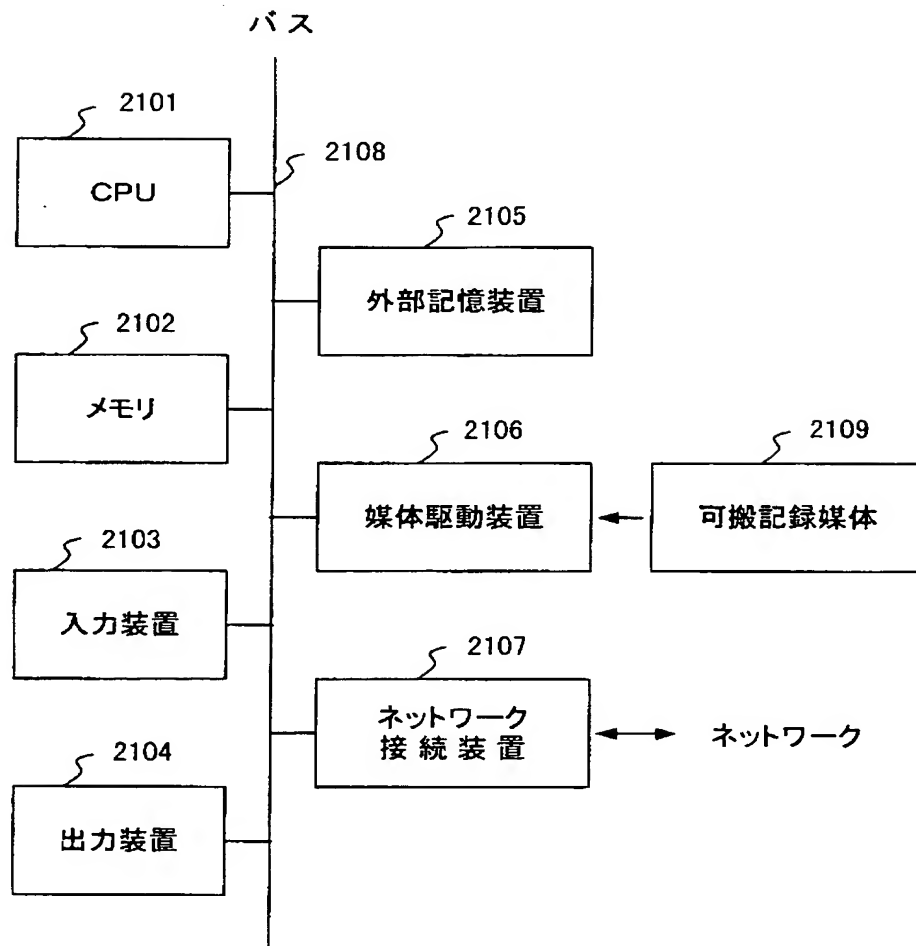 バス
2101
CPU
2108
2105
外部記憶装置
2102
メモリ
2106
媒体駆動装置
2109
可搬記録媒体
2103
入力装置
2107
ネットワーク
接続装置
ネットワーク
2104
出力装置